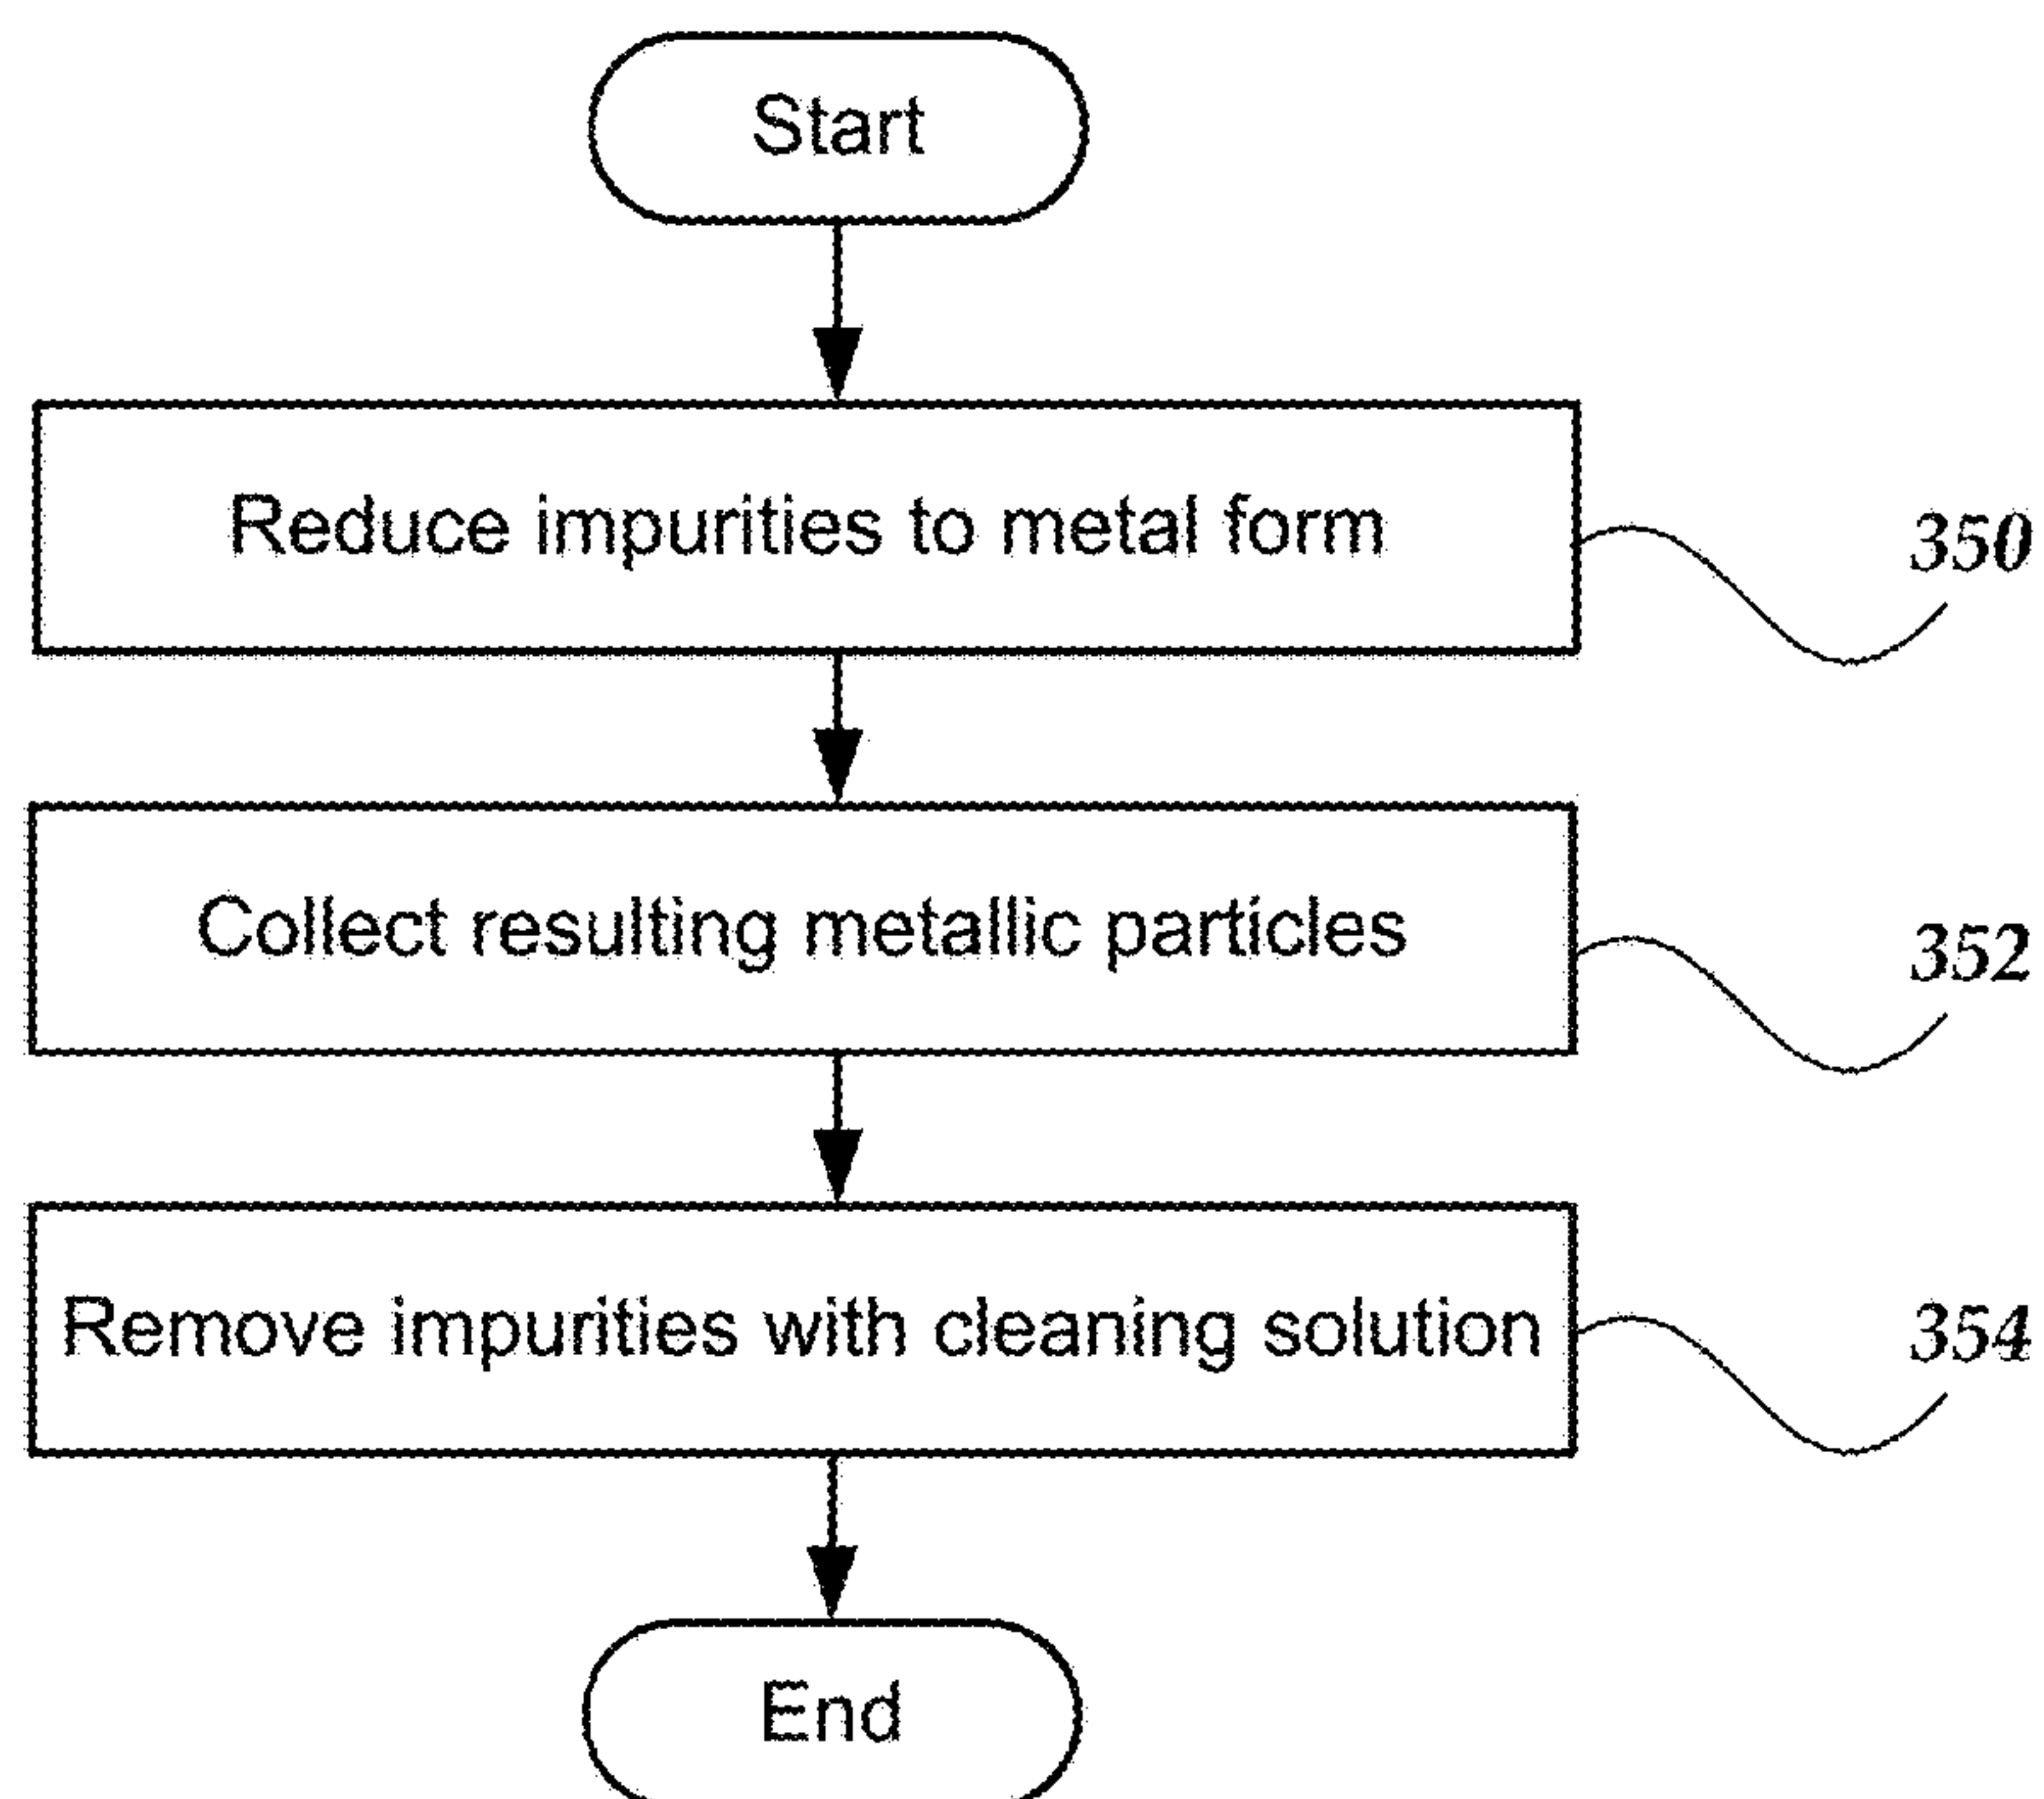 Start
Reduce impurities to metal form
350
Collect resulting metallic particles
352
Remove impurities with cleaning solution
354
End